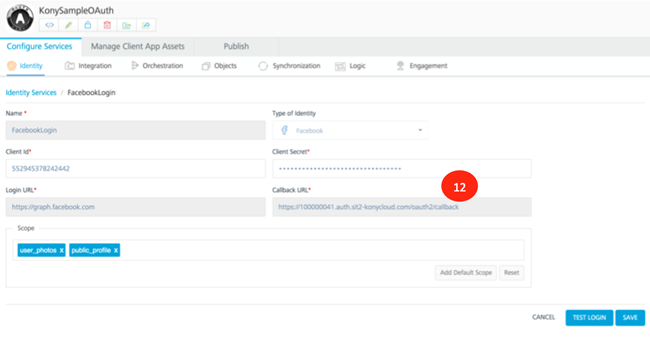 KonySampleOAuth
Configure Services Manage Client App Assets Publish
Identity Integration Orchestration Objects Synchronization Logic Engagement
Identity Services / FacebookLogin
Name * Type of Identity
FacebookLogin Facebook
Client Id* Client Secret*
552945378242442 ••••••••••••••••••••••••••••••••
12
Login URL* Callback URL*
https://graph.facebook.com https://100000041.auth.sit2-konycloud.com/oauth2/callback
Scope
user_photos x public_profile x
Add Default Scope Reset
CANCEL TEST LOGIN SAVE